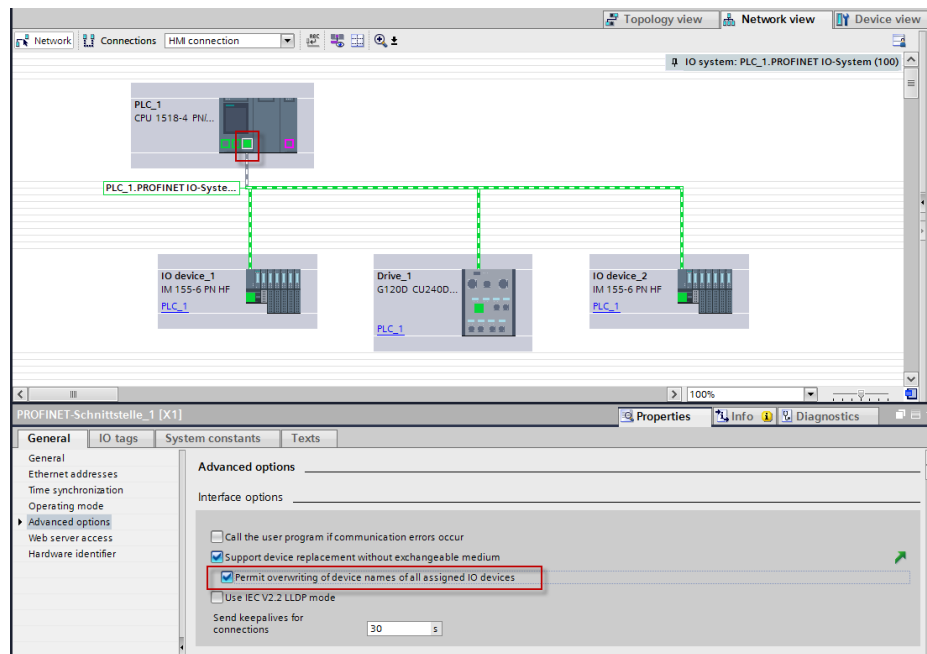 Topology view Network view Device view
Network Connections HMI connection
IO system: PLC_1.PROFINET IO-System (100)
PLC_1
CPU 1518-4 PN/...
PLC_1.PROFINET IO-Syste...
IO device_1
IM 155-6 PN HF
PLC_1
Drive_1
G120D CU240D...
PLC_1
IO device_2
IM 155-6 PN HF
PLC_1
100%
PROFINET-Schnittstelle_1 [X1]
Properties Info Diagnostics
General IO tags System constants Texts
General
Ethernet addresses
Time synchronization
Operating mode
Advanced options
Web server access
Hardware identifier
Advanced options
Interface options
Call the user program if communication errors occur
Support device replacement without exchangeable medium
Permit overwriting of device names of all assigned IO devices
Use IEC V2.2 LLDP mode
Send keepalives for
connections 30 s